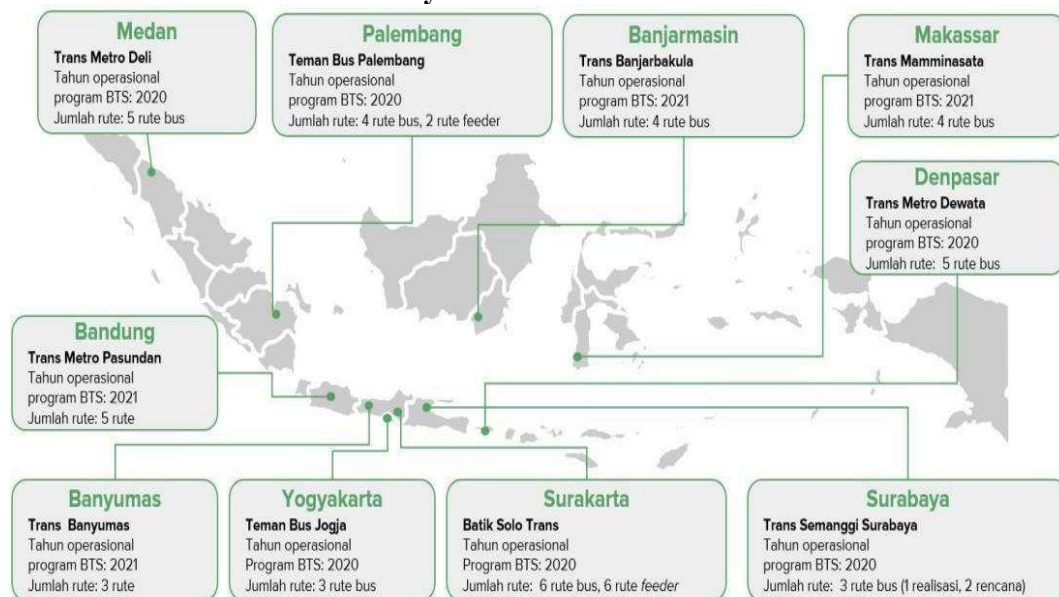 Medan
Trans Metro Deli
Tahun operasional
program BTS: 2020
Jumlah rute: 5 rute bus
Palembang
Teman Bus Palembang
Tahun operasional
program BTS: 2020
Jumlah rute: 4 rute bus, 2 rute feeder
Banjarmasin
Trans Banjarbakula
Tahun operasional
program BTS: 2021
Jumlah rute: 4 rute bus
Makassar
Trans Mamminasata
Tahun operasional
program BTS: 2021
Jumlah rute: 4 rute bus
Denpasar
Trans Metro Dewata
Tahun operasional
program BTS: 2020
Jumlah rute: 5 rute bus
Bandung
Trans Metro Pasundan
Tahun operasional
program BTS: 2021
Jumlah rute: 5 rute
Banyumas
Trans Banyumas
Tahun operasional
program BTS: 2021
Jumlah rute: 3 rute
Yogyakarta
Teman Bus Jogja
Tahun operasional
Program BTS: 2020
Jumlah rute: 3 rute bus
Surakarta
Batik Solo Trans
Tahun operasional
Program BTS: 2020
Jumlah rute: 6 rute bus, 6 rute feeder
Surabaya
Trans Semanggi Surabaya
Tahun operasional
program BTS: 2020
Jumlah rute: 3 rute bus (1 realisasi, 2 rencana)